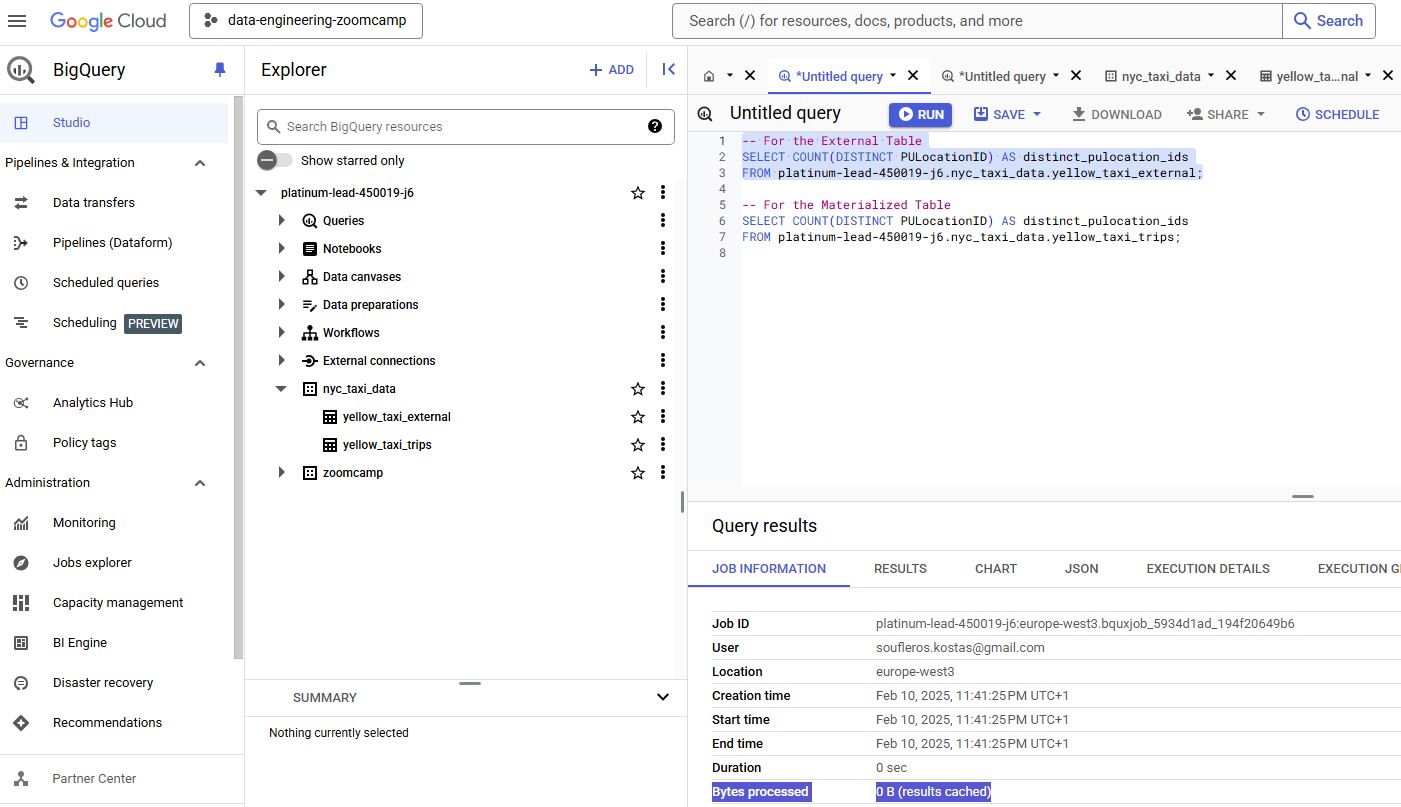 Google Cloud
data-engineering-zoomcamp
Search (/) for resources, docs, products, and more
Search
BigQuery
Studio
Pipelines & Integration
Data transfers
Pipelines (Dataform)
Scheduled queries
Scheduling PREVIEW
Governance
Analytics Hub
Policy tags
Administration
Monitoring
Jobs explorer
Capacity management
BI Engine
Disaster recovery
Recommendations
Partner Center
Explorer
+ ADD
Search BigQuery resources
Show starred only
platinum-lead-450019-j6
Queries
Notebooks
Data canvases
Data preparations
Workflows
External connections
nyc_taxi_data
yellow_taxi_external
yellow_taxi_trips
zoomcamp
SUMMARY
Nothing currently selected
*Untitled query
*Untitled query
nyc_taxi_data
yellow_ta...nal
Untitled query
RUN
SAVE
DOWNLOAD
SHARE
SCHEDULE
1 -- For the External Table
2 SELECT COUNT(DISTINCT PULocationID) AS distinct_pulocation_ids
3 FROM platinum-lead-450019-j6.nyc_taxi_data.yellow_taxi_external;
4
5 -- For the Materialized Table
6 SELECT COUNT(DISTINCT PULocationID) AS distinct_pulocation_ids
7 FROM platinum-lead-450019-j6.nyc_taxi_data.yellow_taxi_trips;
8
Query results
JOB INFORMATION
RESULTS
CHART
JSON
EXECUTION DETAILS
EXECUTION G
Job ID platinum-lead-450019-j6:europe-west3.bquxjob_5934d1ad_194f20649b6
User soufleros.kostas@gmail.com
Location europe-west3
Creation time Feb 10, 2025, 11:41:25 PM UTC+1
Start time Feb 10, 2025, 11:41:25 PM UTC+1
End time Feb 10, 2025, 11:41:25 PM UTC+1
Duration 0 sec
Bytes processed 0 B (results cached)